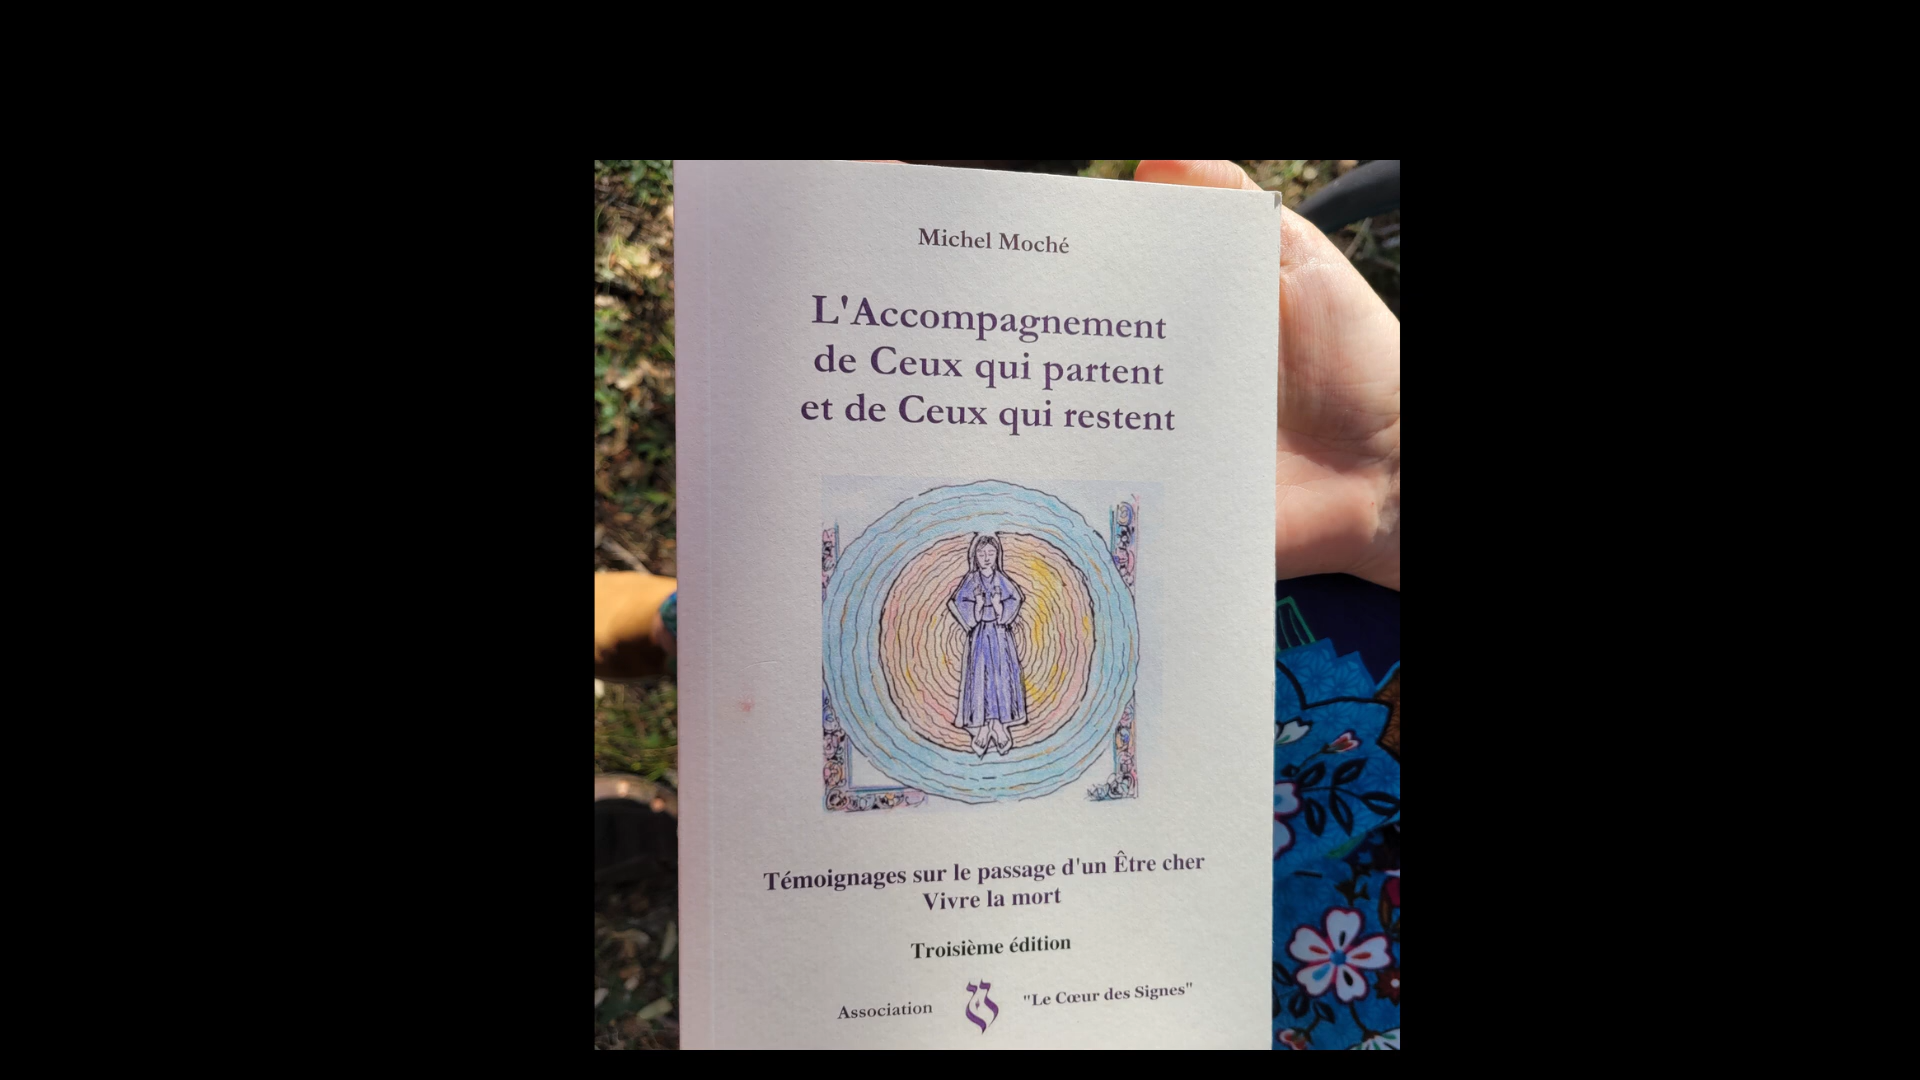 Michel Moché
L'Accompagnement
de Ceux qui partent
et de Ceux qui restent
Témoignages sur le passage d'un Être cher
Vivre la mort
Troisième édition
Association "Le Cœur des Signes"